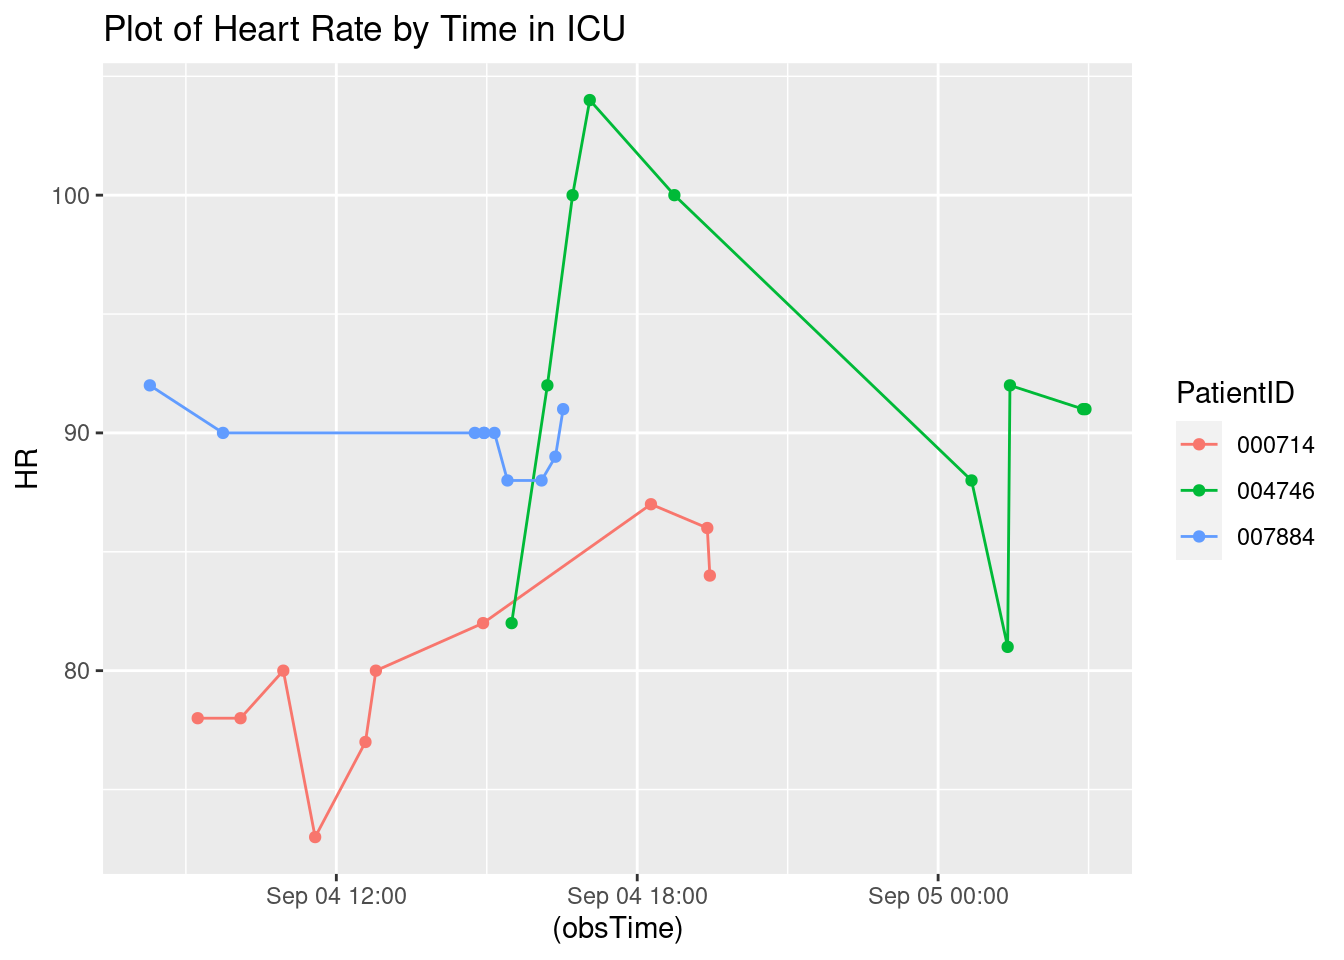 Plot of Heart Rate by Time in ICU
HR
100
90
80
Sep 04 12:00
Sep 04 18:00
Sep 05 00:00
(obsTime)
PatientID
000714
004746
007884